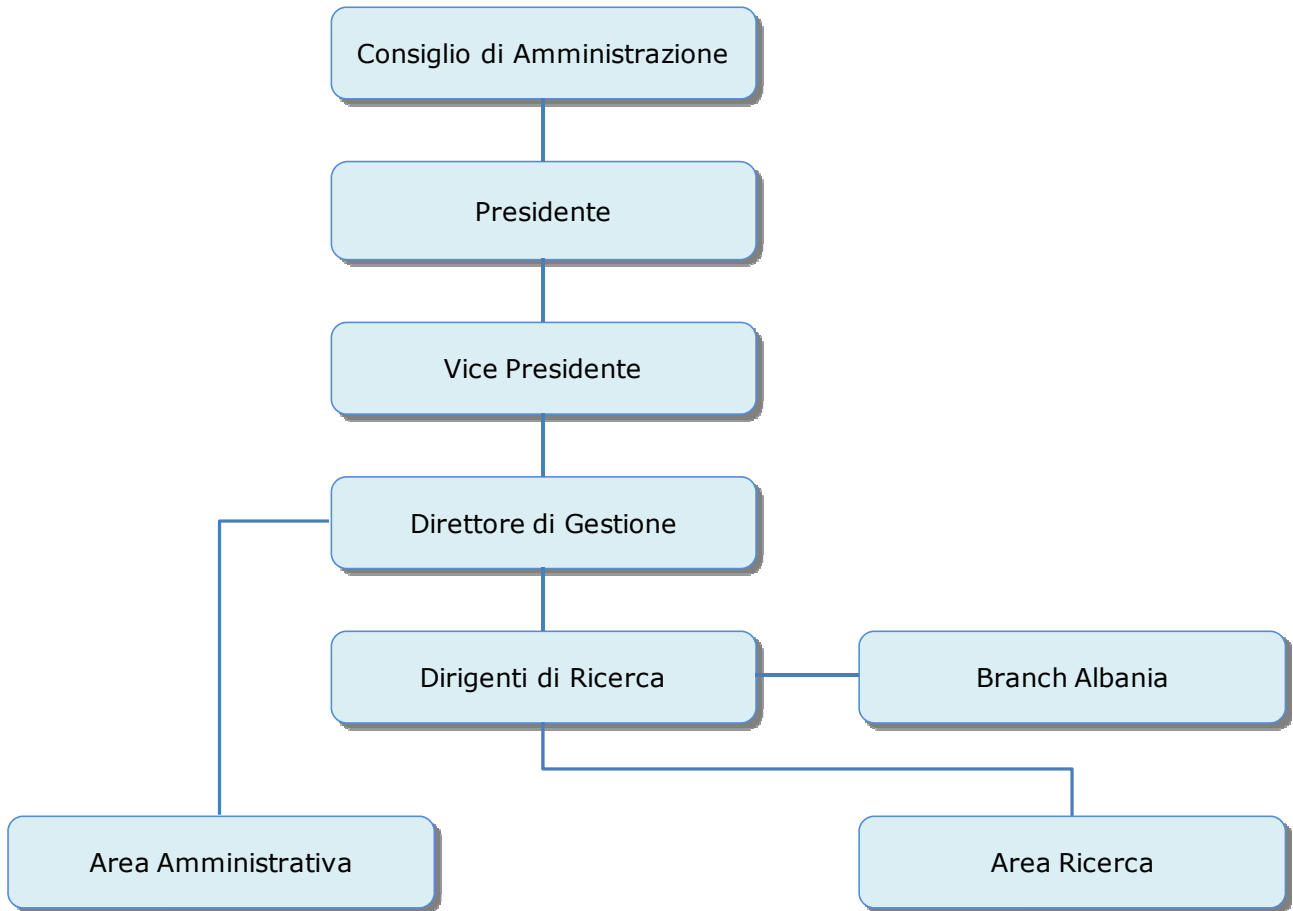 Consiglio di Amministrazione
Presidente
Vice Presidente
Direttore di Gestione
Dirigenti di Ricerca
Branch Albania
Area Amministrativa
Area Ricerca